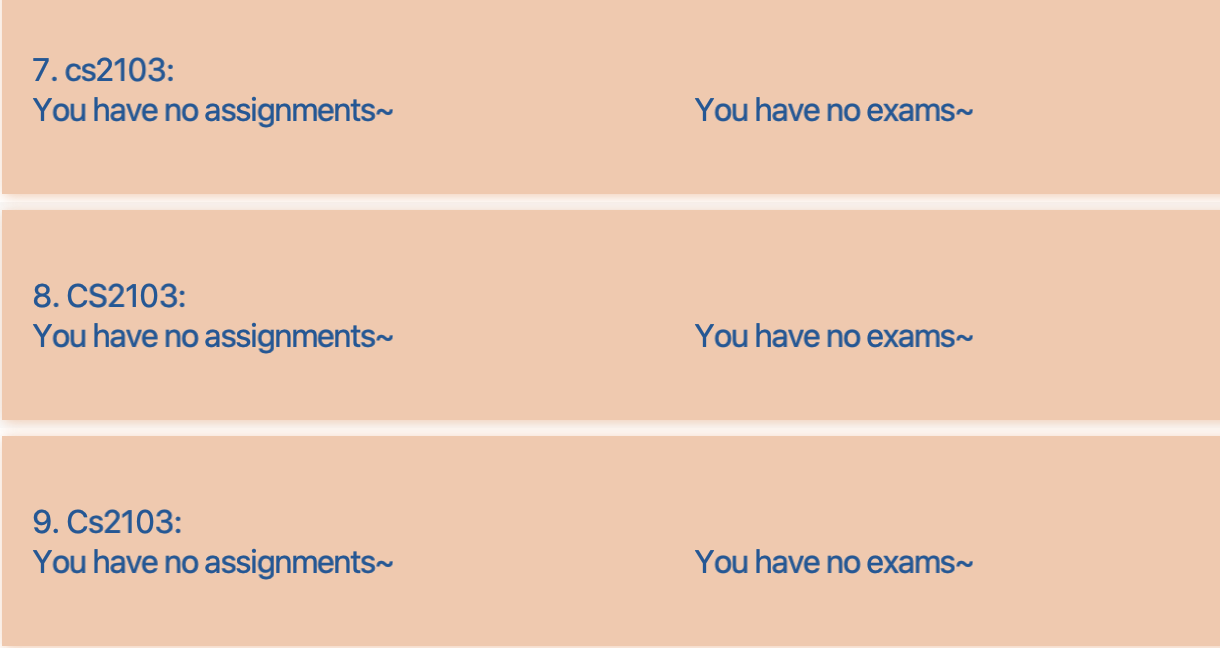 7. cs2103:
You have no assignments~ You have no exams~
8. CS2103:
You have no assignments~ You have no exams~
9. Cs2103:
You have no assignments~ You have no exams~